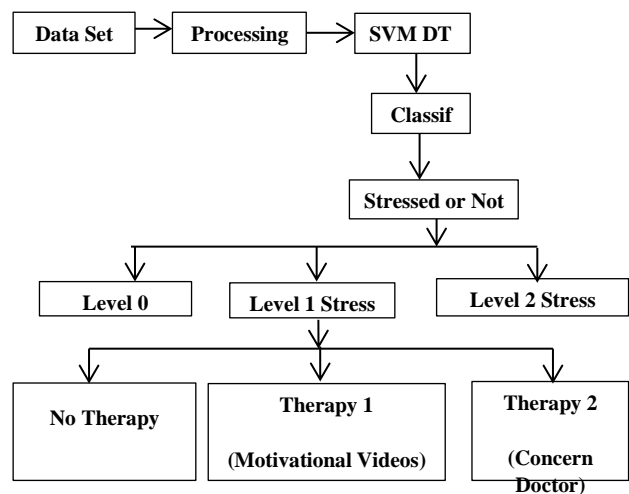 Data Set
Processing
SVM DT
Classif
Stressed or Not
Level 0
Level 1 Stress
Level 2 Stress
No Therapy
Therapy 1
(Motivational Videos)
Therapy 2
(Concern
Doctor)